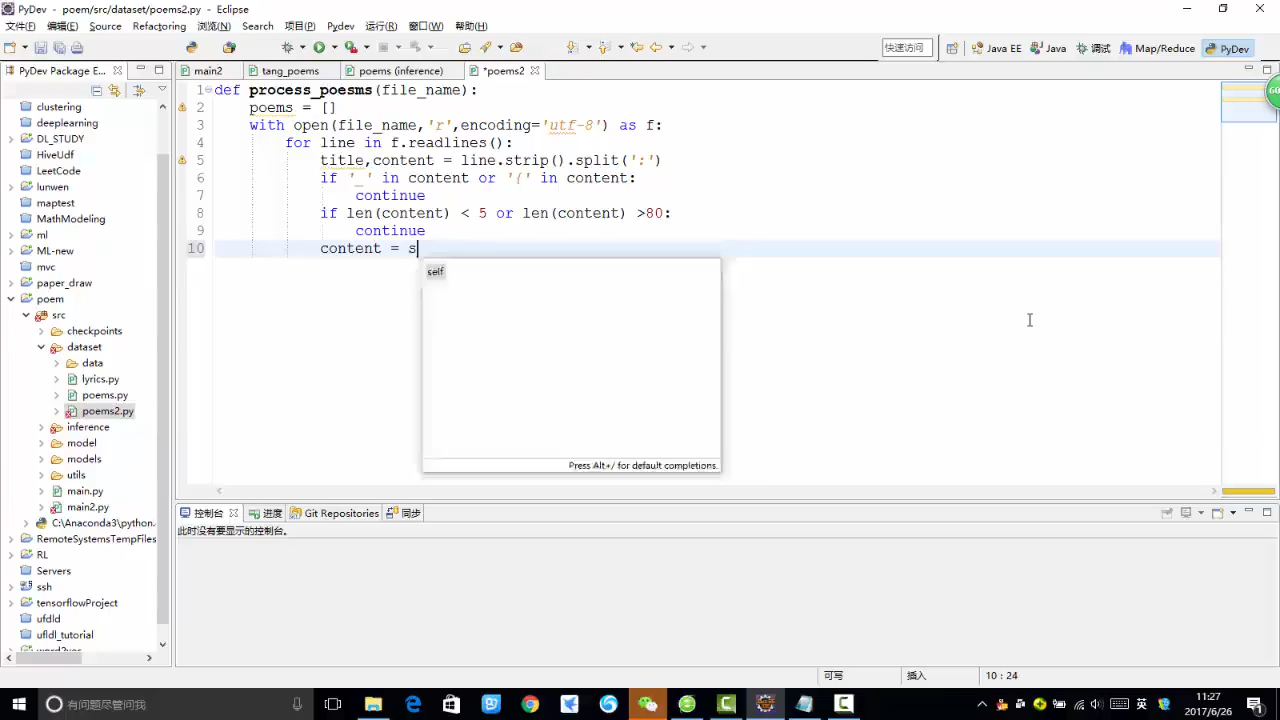 PyDev - poem/src/dataset/poems2.py - Eclipse
文件(F) 编辑(E) Source Refactoring 浏览(N) Search 项目(P) Pydev 运行(R) 窗口(W) 帮助(H)
快速访问 Java EE Java 调试 Map/Reduce PyDev
PyDev Package E... main2 tang_poems poems (inference) *poems2
1 def process_poesms(file_name):
2 poems = []
3 with open(file_name,'r',encoding='utf-8') as f:
4 for line in f.readlines():
5 title,content = line.strip().split(':')
6 if '_' in content or '(' in content:
7 continue
8 if len(content) < 5 or len(content) >80:
9 continue
10 content = s
self
Press Alt+/ for default completions.
60
clustering
deeplearning
DL_STUDY
HiveUdf
LeetCode
lunwen
maptest
MathModeling
ml
ML-new
mvc
paper_draw
poem
src
checkpoints
dataset
data
lyrics.py
poems.py
poems2.py
inference
model
models
utils
main.py
main2.py
C:\Anaconda3\python.
RemoteSystemsTempFiles
RL
Servers
ssh
tensorflowProject
ufdld
ufldl_tutorial
word2vec
控制台 进度 Git Repositories 同步
此时没有要显示的控制台。
可写 插入 10 : 24
有问题尽管问我
英
11:27
2017/6/26
1